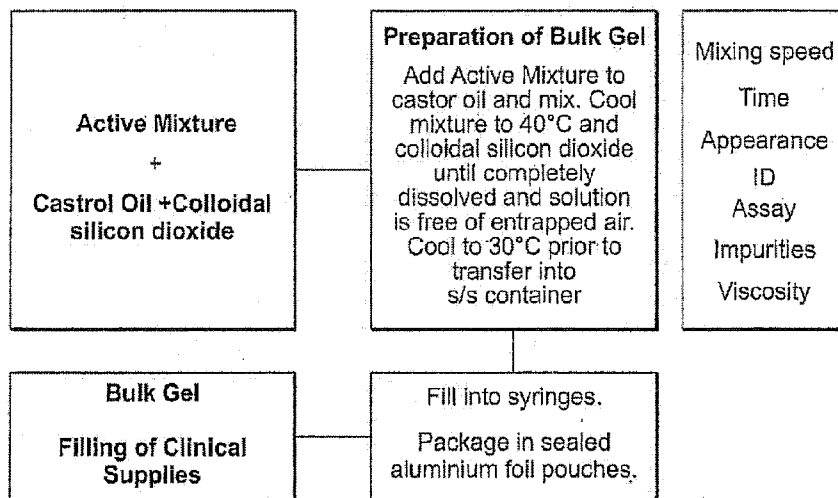 Active Mixture
+
Castrol Oil +Colloidal
silicon dioxide
Preparation of Bulk Gel
Add Active Mixture to
castor oil and mix. Cool
mixture to 40°C and
colloidal silicon dioxide
until completely
dissolved and solution
is free of entrapped air.
Cool to 30°C prior to
transfer into
s/s container
Mixing speed
Time
Appearance
ID
Assay
Impurities
Viscosity
Bulk Gel
Filling of Clinical
Supplies
Fill into syringes.
Package in sealed
aluminium foil pouches.